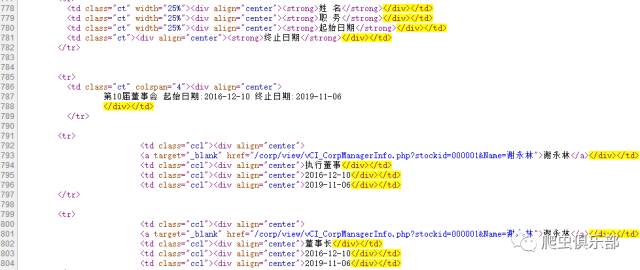 778 <td class="ct" width="25%"><div align="center"><strong>姓 名</strong></div></td>
779 <td class="ct" width="25%"><div align="center"><strong>职 务</strong></div></td>
780 <td class="ct" width="25%"><div align="center"><strong>起始日期</strong></div></td>
781 <td class="ct"><div align="center"><strong>终止日期</strong></div></td>
782 </tr>
783
784
785 <tr>
786 <td class="ct" colspan="4"><div align="center">
787 第10届董事会 起始日期:2016-12-10 终止日期:2019-11-06
788 </div></td>
789 </tr>
790
791 <tr>
792 <td class="ccl"><div align="center">
793 <a target="_blank" href="/corp/view/vCI_CorpManagerInfo.php?stockid=000001&Name=谢永林">谢永林</a></div></td>
794 <td class="ccl"><div align="center">执行董事</div></td>
795 <td class="ccl"><div align="center">2016-12-10</div></td>
796 <td class="ccl"><div align="center">2019-11-06</div></td>
797 </tr>
798
799 <tr>
800 <td class="ccl"><div align="center">
801 <a target="_blank" href="/corp/view/vCI_CorpManagerInfo.php?stockid=000001&Name=谢永林">谢永林</a></div></td>
802 <td class="ccl"><div align="center">董事长</div></td>
803 <td class="ccl"><div align="center">2016-12-10</div></td>
804 <td class="ccl"><div align="center">2019-11-06</div></td>
爬虫俱乐部